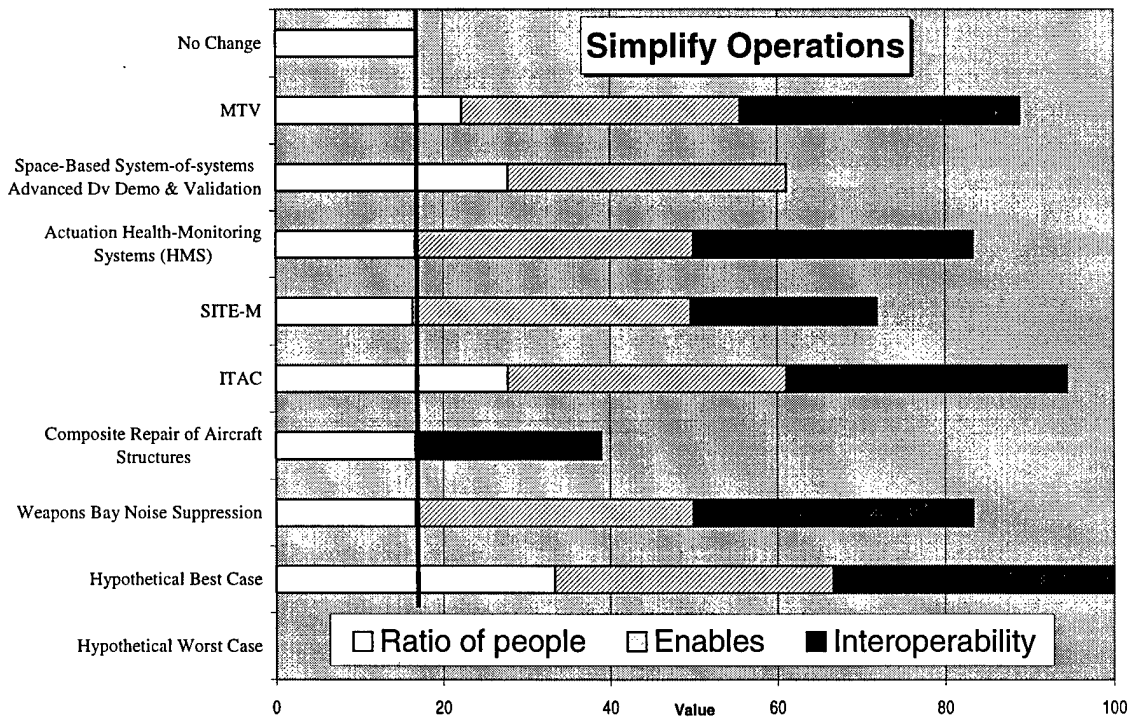 Simplify Operations
No Change
MTV
Space-Based System-of-systems
Advanced Dv Demo & Validation
Actuation Health-Monitoring
Systems (HMS)
SITE-M
ITAC
Composite Repair of Aircraft
Structures
Weapons Bay Noise Suppression
Hypothetical Best Case
Hypothetical Worst Case
Ratio of people Enables Interoperability
0 20 40 60 80 100
Value